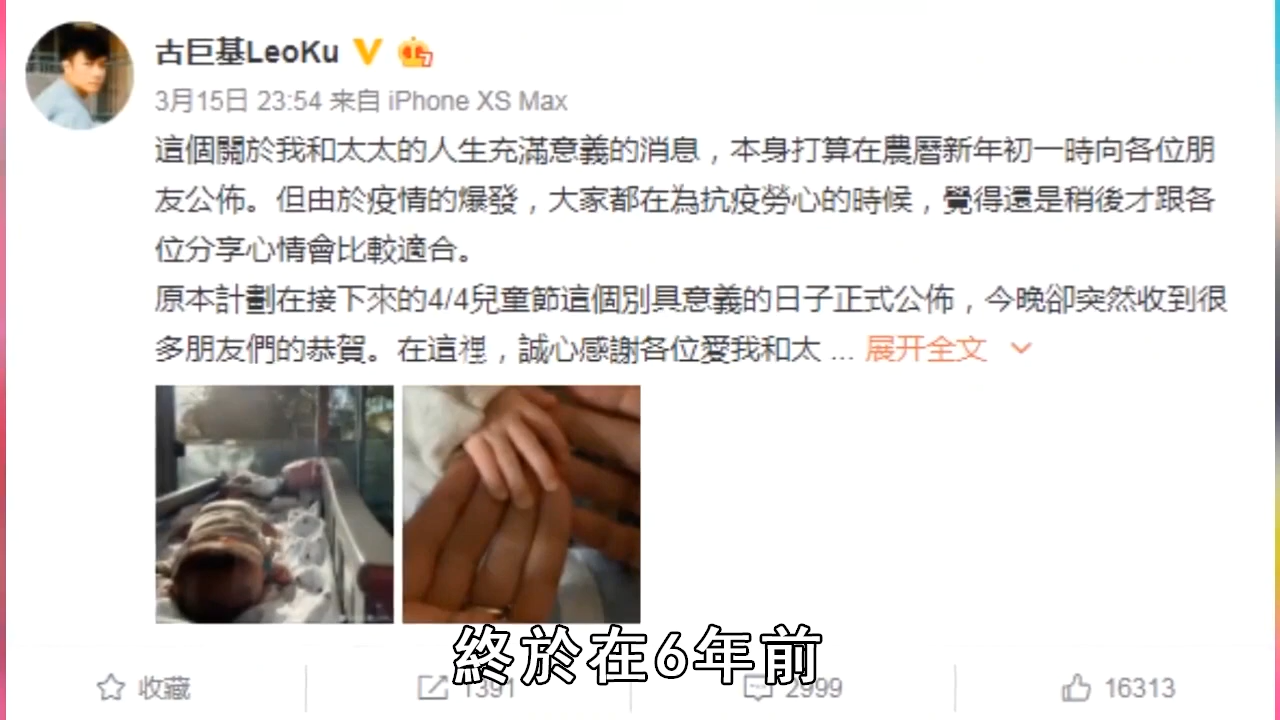 古巨基LeoKu
3月15日 23:54 来自 iPhone XS Max
這個關於我和太太的人生充滿意義的消息，本身打算在農曆新年初一時向各位朋
友公佈。但由於疫情的爆發，大家都在為抗疫勞心的時候，覺得還是稍後才跟各
位分享心情會比較適合。
原本計劃在接下來的4/4兒童節這個別具意義的日子正式公佈，今晚卻突然收到很
多朋友們的恭賀。在這裡，誠心感謝各位愛我和太 ... 展开全文
終於在6年前
收藏 1391 2999 16313